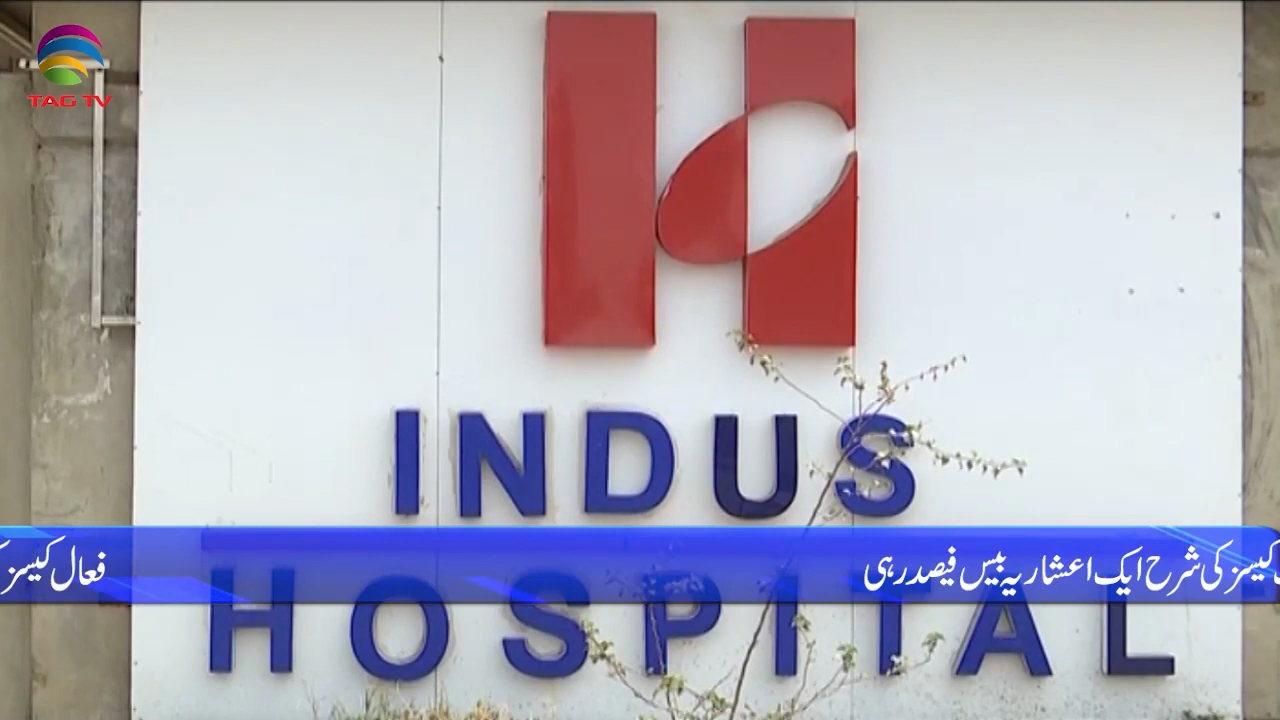 TAG TV
INDUS
کیسز کی شرح ایک اعشاریہ بیس فیصد رہی
فعال کیسز
HOSPITAL